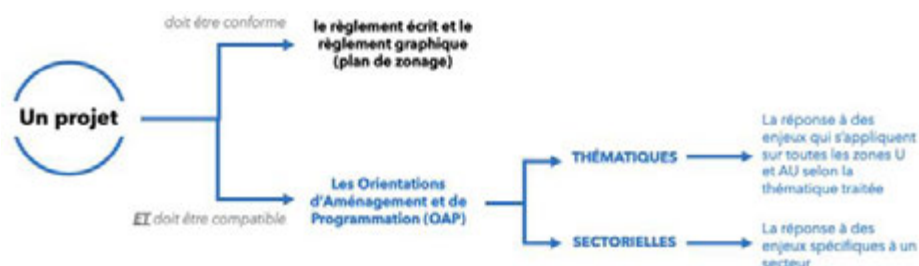 doit être conforme
le règlement écrit et le
règlement graphique
(plan de zonage)
Un projet
ET doit être compatible
Les Orientations
d'Aménagement et de
Programmation (OAP)
THÉMATIQUES
La réponse à des
enjeux qui s'appliquent
sur toutes les zones U
et AU selon la
thématique traitée
SECTORIELLES
La réponse à des
enjeux spécifiques à un
secteur